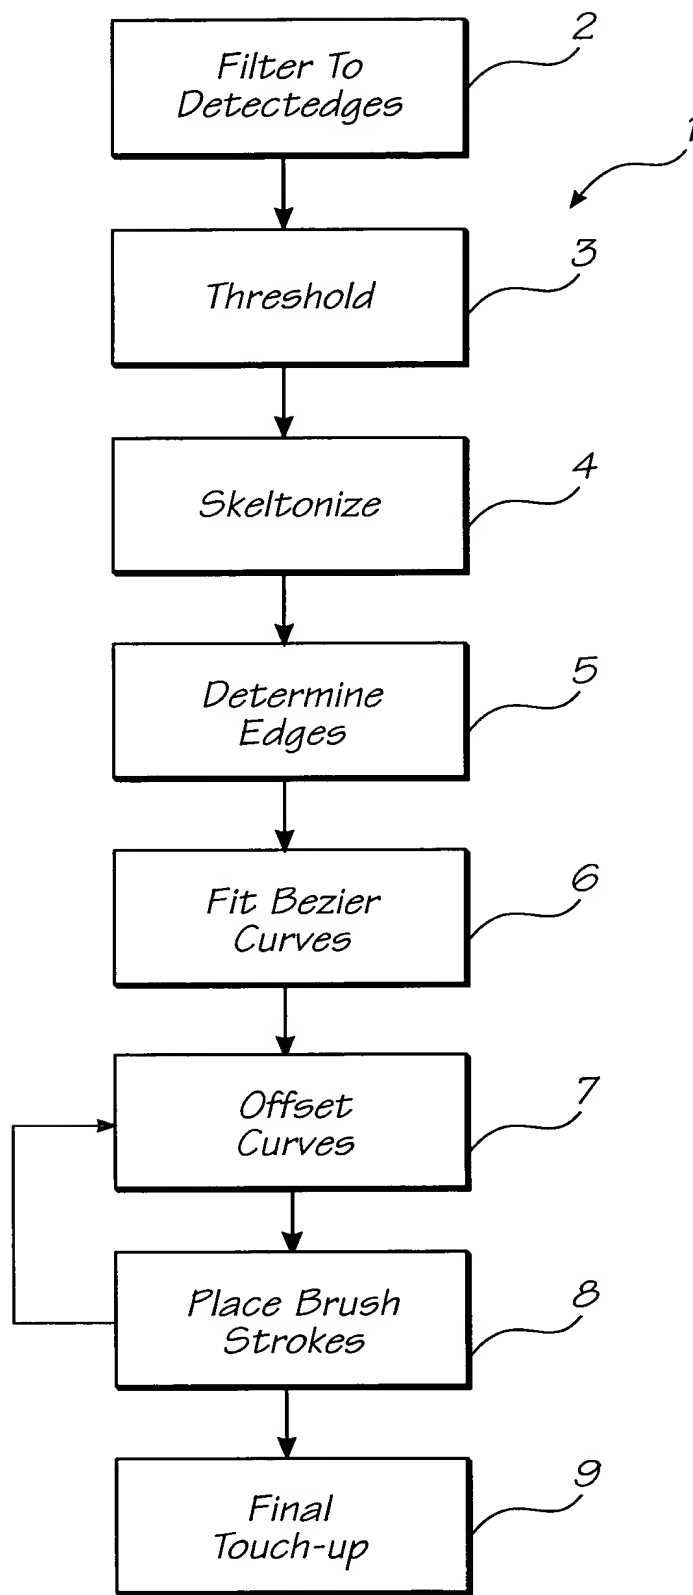 Filter To
Detectedges
2
1
Threshold
3
Skeltonize
4
Determine
Edges
5
Fit Bezier
Curves
6
Offset
Curves
7
Place Brush
Strokes
8
Final
Touch-up
9